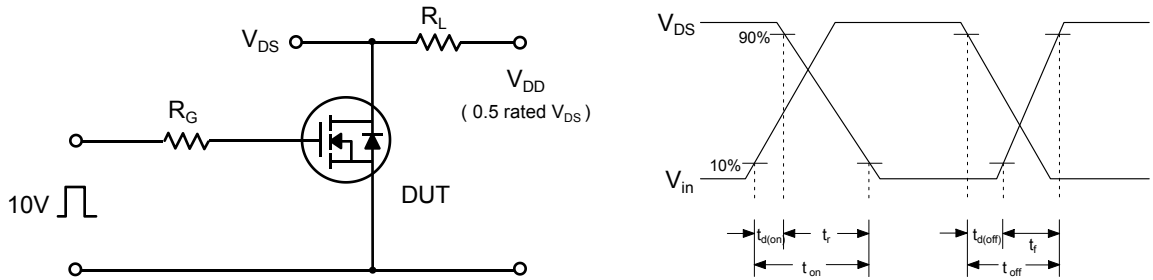 R_L
V_DS
V_DD
( 0.5 rated V_DS )
R_G
10V
DUT
V_DS
90%
10%
V_in
t_d(on)
t_r
t_on
t_d(off)
t_f
t_off